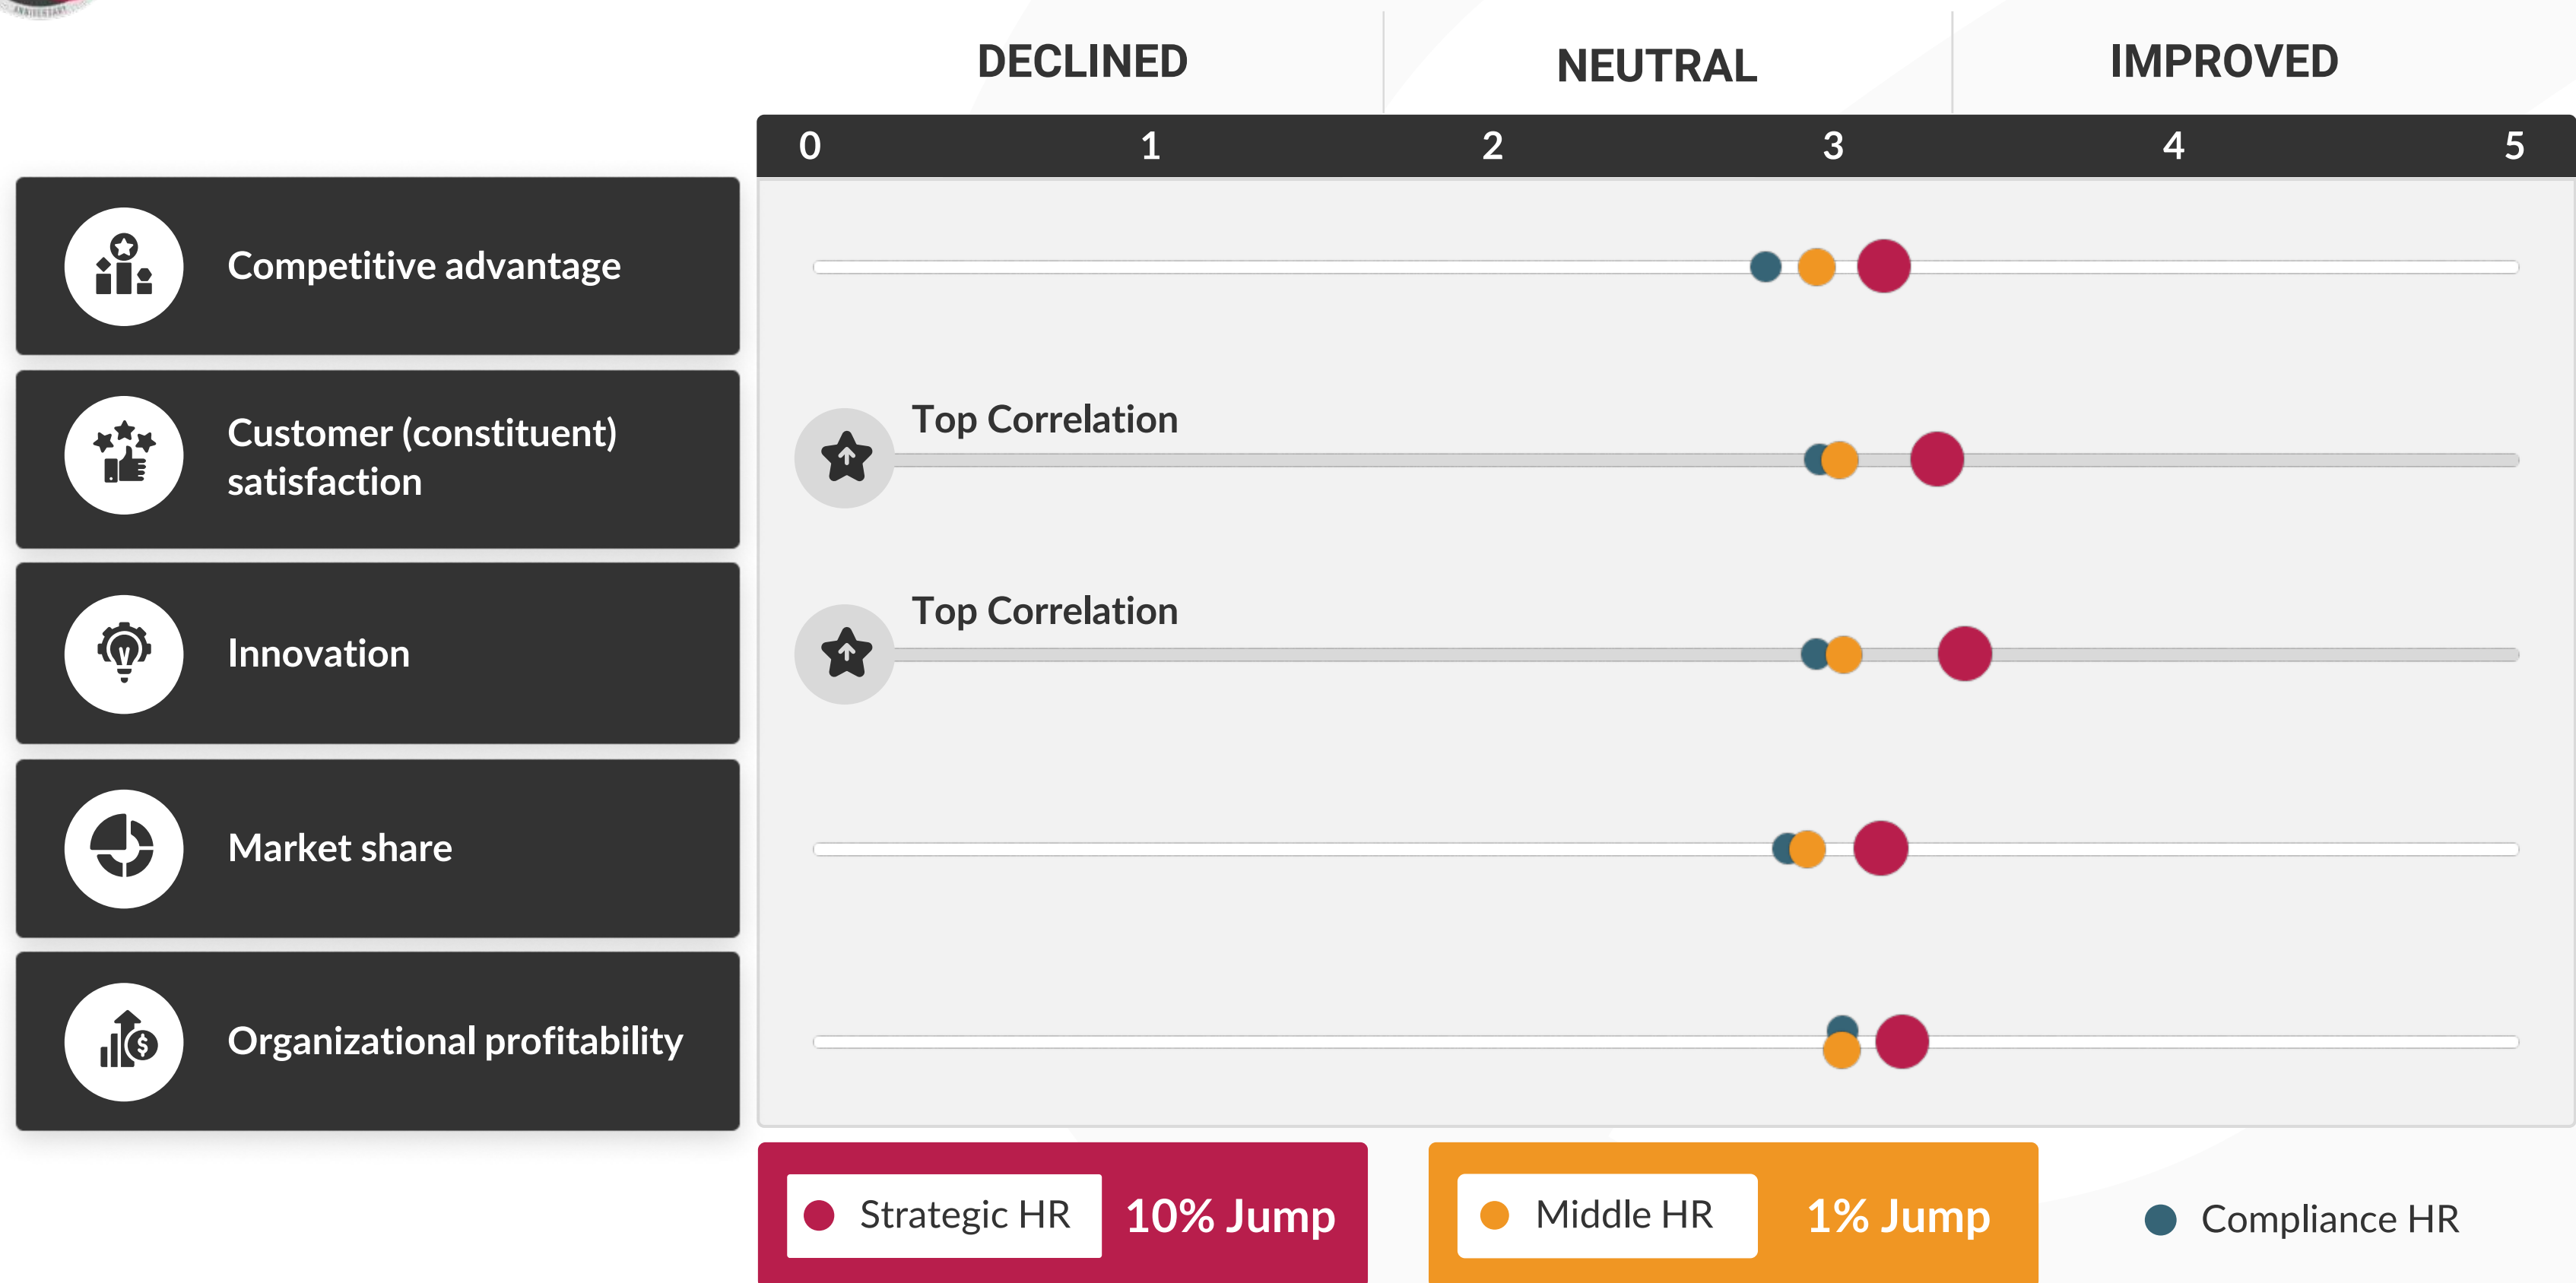 ANNIVERSARY
DECLINED
NEUTRAL
IMPROVED
0 1 2 3 4 5
Competitive advantage
Customer (constituent)
satisfaction
Top Correlation
Innovation
Top Correlation
Market share
Organizational profitability
$
Strategic HR
10% Jump
Middle HR
1% Jump
Compliance HR